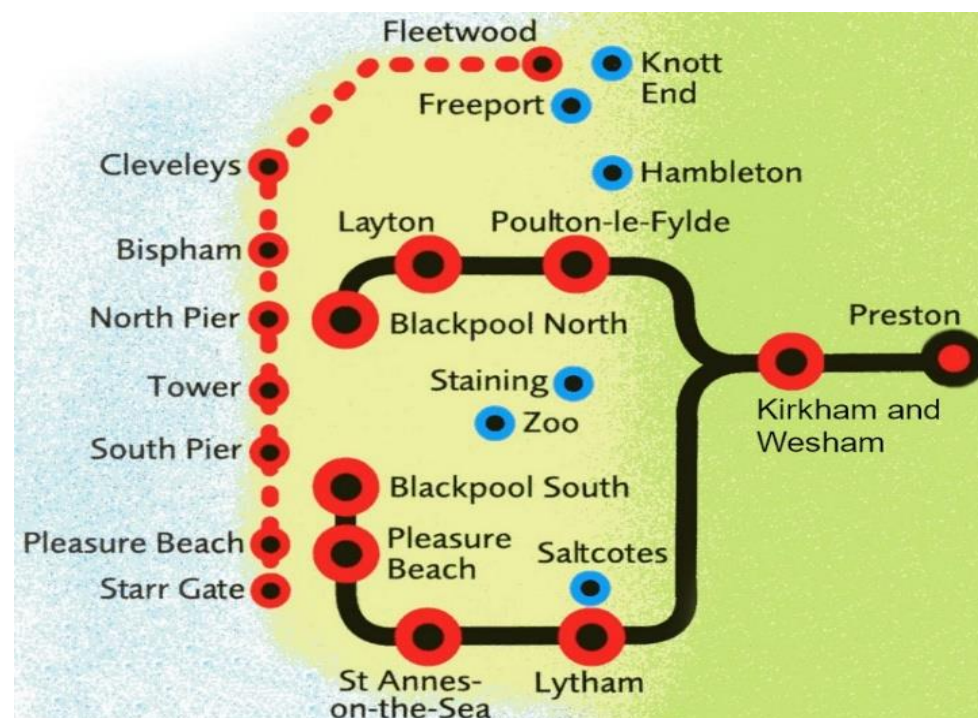 Fleetwood
Knott
End
Freeport
Cleveleys
Hambleton
Layton
Poulton-le-Fylde
Bispham
North Pier
Blackpool North
Preston
Tower
Staining
Zoo
Kirkham and
Wesham
South Pier
Blackpool South
Pleasure Beach
Pleasure
Beach
Saltcotes
Starr Gate
St Annes-
on-the-Sea
Lytham